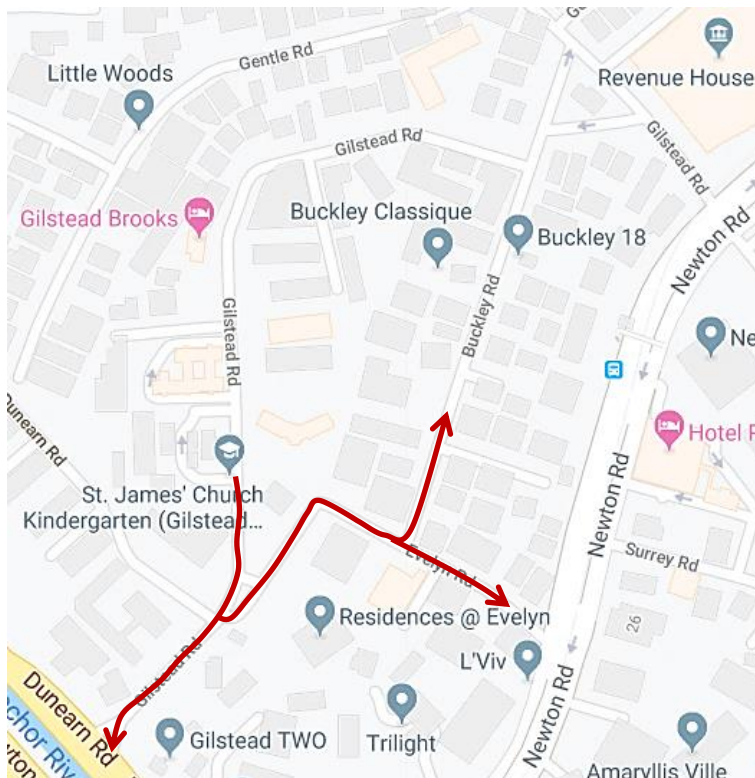 Gentle Rd
Little Woods
Revenue House
Gilstead Rd
Gilstead Rd
Gilstead Brooks
Buckley Classique
Buckley 18
Newton Rd
Buckley Rd
Gilstead Rd
Ne
Dunearn Rd
Hotel
St. James' Church
Kindergarten (Gilstead...
Newton Rd
Evelyn Rd
Surrey Rd
Residences @ Evelyn
26
L'Viv
Gilstead Rd
Dunearn Rd
Newton Rd
Gilstead TWO
Trilight
Amaryllis Ville